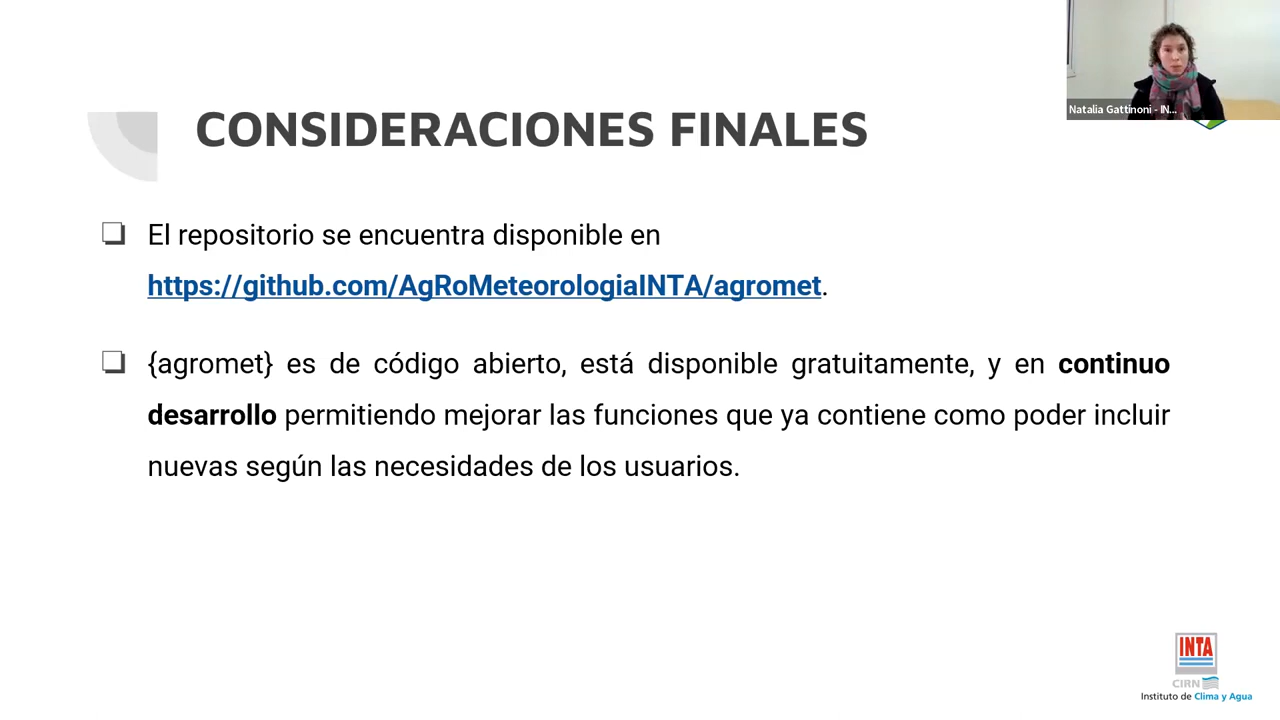 Natalia Gattinoni - IN...
CONSIDERACIONES FINALES
❏ El repositorio se encuentra disponible en
https://github.com/AgRoMeteorologiaINTA/agromet.
❏ {agromet} es de código abierto, está disponible gratuitamente, y en continuo
desarrollo permitiendo mejorar las funciones que ya contiene como poder incluir
nuevas según las necesidades de los usuarios.
INTA
CIRN
Instituto de Clima y Agua